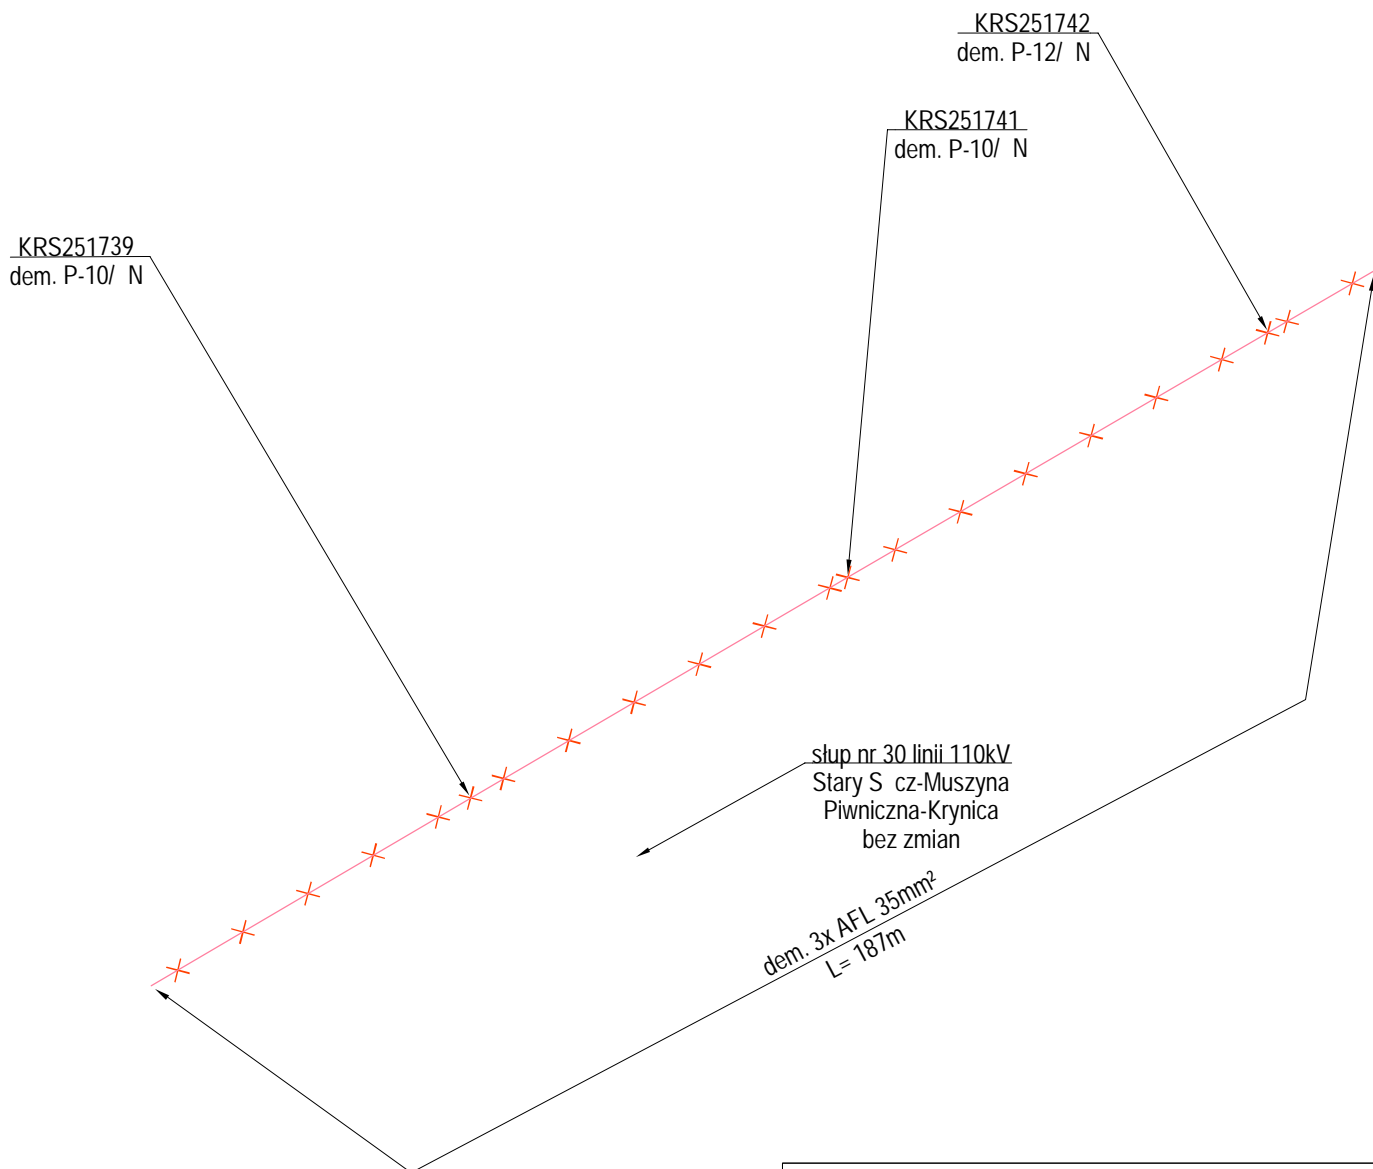 KRS251742
dem. P-12/ N
KRS251741
dem. P-10/ N
KRS251739
dem. P-10/ N
słup nr 30 linii 110kV
Stary S cz-Muszyna
Piwniczna-Krynica
bez zmian
dem. 3x AFL 35mm²
L= 187m